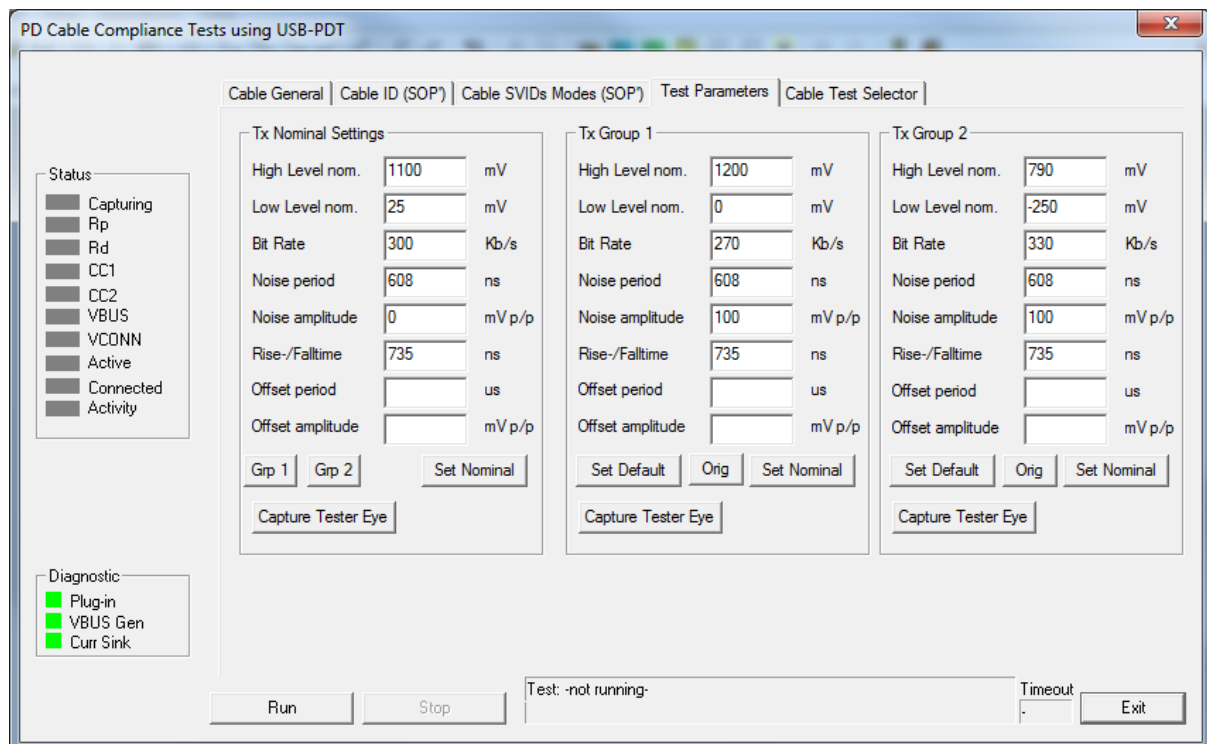 PD Cable Compliance Tests using USB-PDT
X
Cable General | Cable ID (SOP') | Cable SVIDs Modes (SOP') | Test Parameters | Cable Test Selector
Status
Capturing
Rp
Rd
CC1
CC2
VBUS
VCONN
Active
Connected
Activity
Diagnostic
Plug-in
VBUS Gen
Curr Sink
Tx Nominal Settings
High Level nom. 1100 mV
Low Level nom. 25 mV
Bit Rate 300 Kb/s
Noise period 608 ns
Noise amplitude 0 mV p/p
Rise-/Falltime 735 ns
Offset period us
Offset amplitude mV p/p
Grp 1 Grp 2 Set Nominal
Capture Tester Eye
Tx Group 1
High Level nom. 1200 mV
Low Level nom. 0 mV
Bit Rate 270 Kb/s
Noise period 608 ns
Noise amplitude 100 mV p/p
Rise-/Falltime 735 ns
Offset period us
Offset amplitude mV p/p
Set Default Orig Set Nominal
Capture Tester Eye
Tx Group 2
High Level nom. 790 mV
Low Level nom. -250 mV
Bit Rate 330 Kb/s
Noise period 608 ns
Noise amplitude 100 mV p/p
Rise-/Falltime 735 ns
Offset period us
Offset amplitude mV p/p
Set Default Orig Set Nominal
Capture Tester Eye
Run Stop
Test: -not running-
Timeout
-
Exit